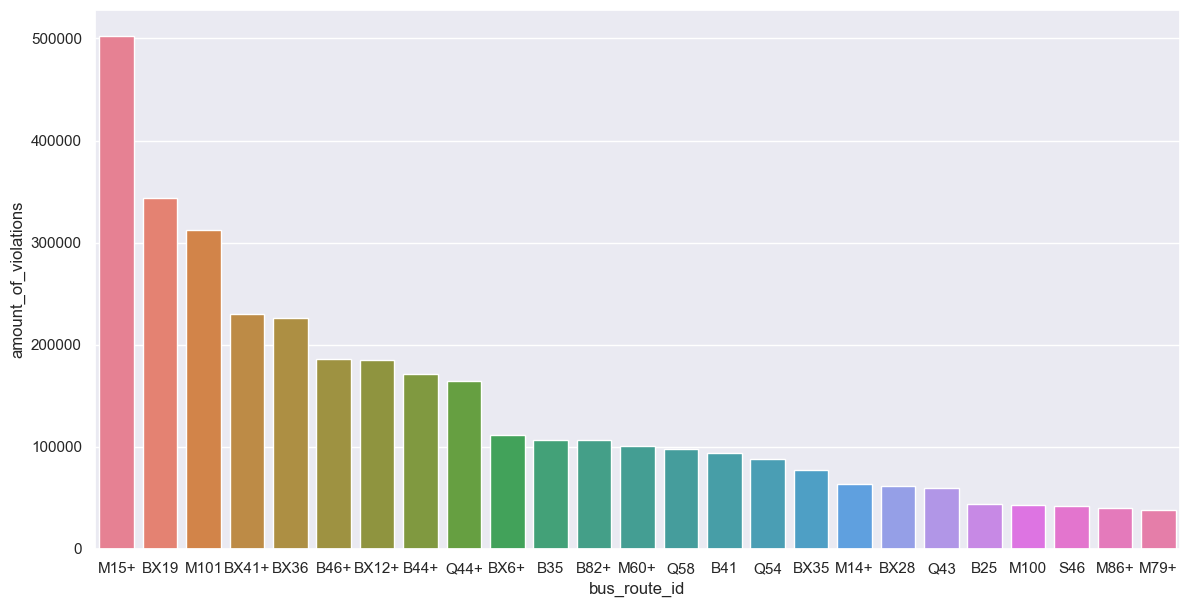 500000
400000
300000
200000
100000
0
amount_of_violations
M15+ BX19 M101 BX41+ BX36 B46+ BX12+ B44+ Q44+ BX6+ B35 B82+ M60+ Q58 B41 Q54 BX35 M14+ BX28 Q43 B25 M100 S46 M86+ M79+
bus_route_id